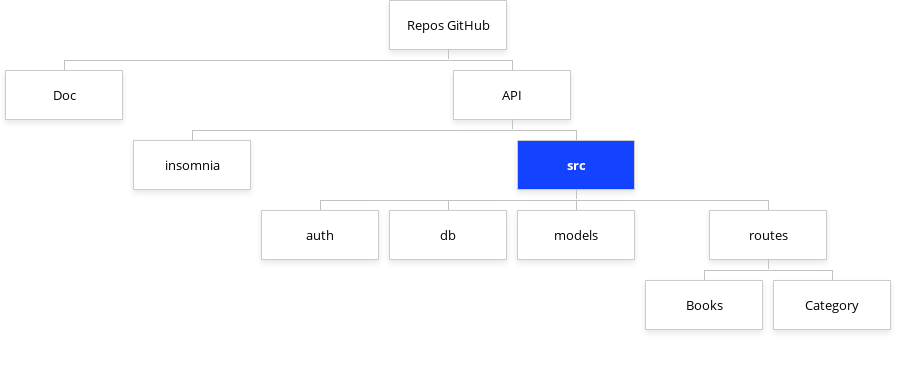 Repos GitHub
Doc
API
insomnia
src
auth
db
models
routes
Books
Category